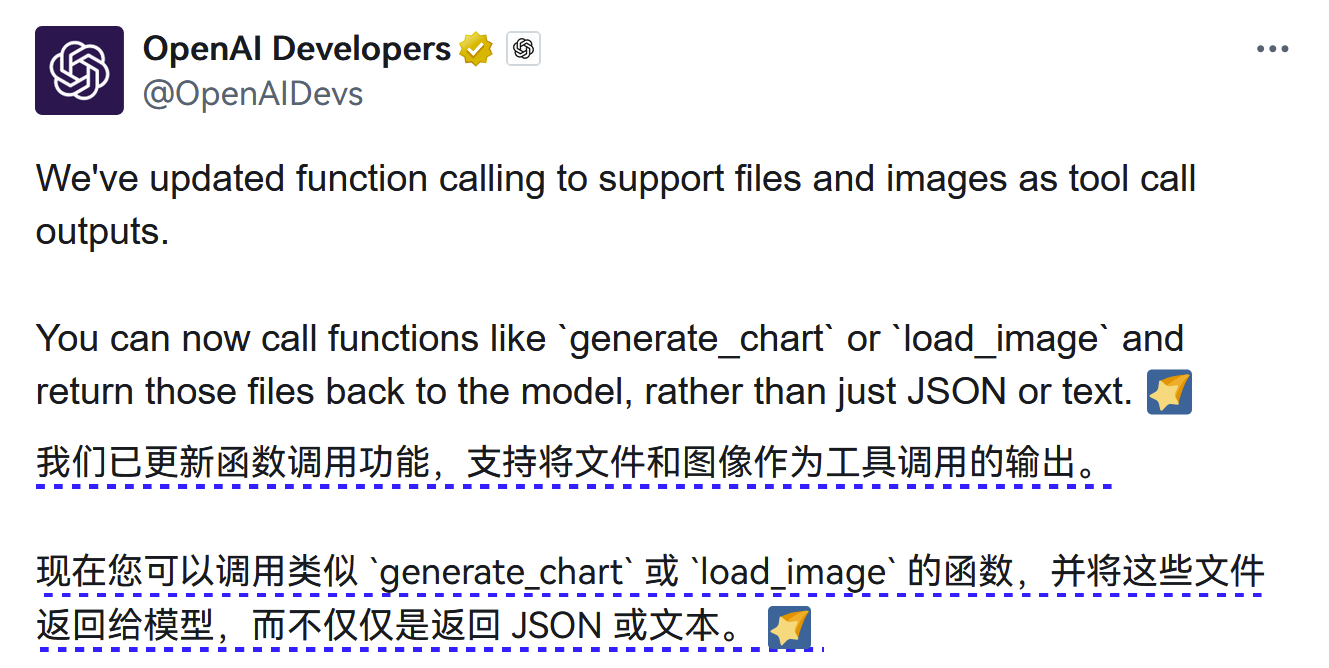 OpenAI Developers
@OpenAIDevs
We've updated function calling to support files and images as tool call
outputs.
You can now call functions like `generate_chart` or `load_image` and
return those files back to the model, rather than just JSON or text.
我们已更新函数调用功能，支持将文件和图像作为工具调用的输出。
现在您可以调用类似 `generate_chart` 或 `load_image` 的函数，并将这些文件
返回给模型，而不仅仅是返回 JSON 或文本。